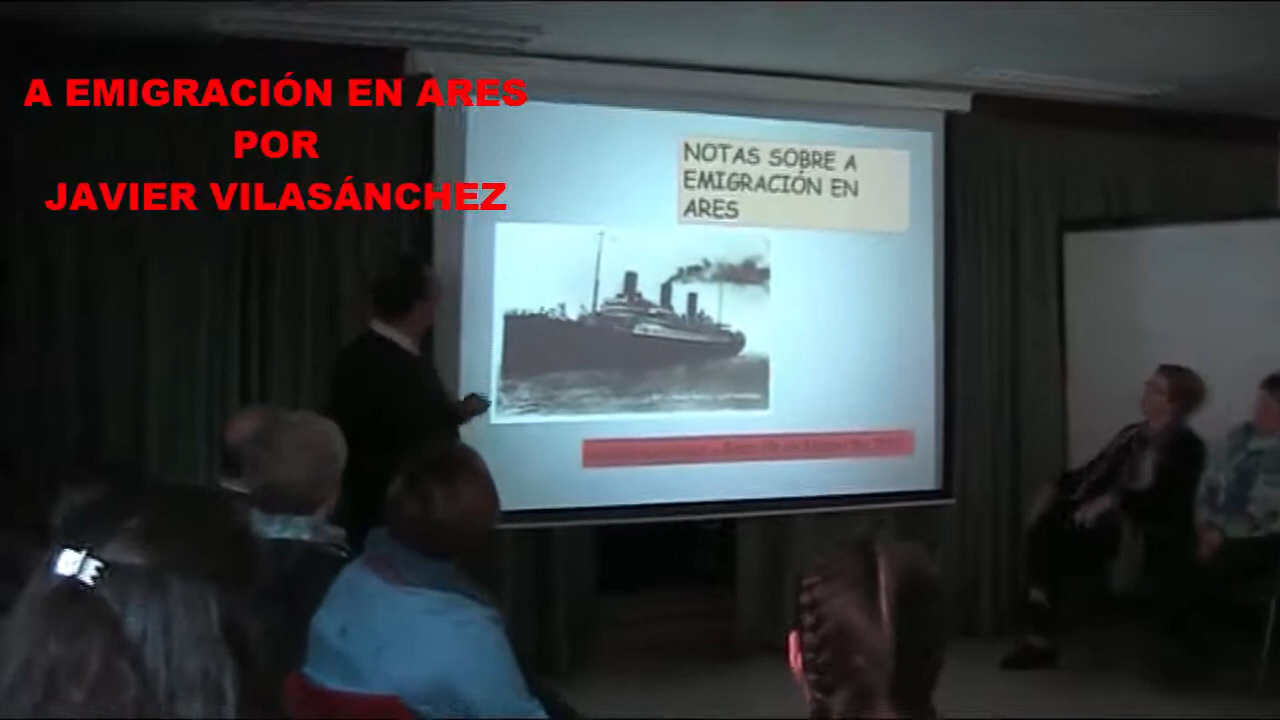 A EMIGRACIÓN EN ARES
POR
JAVIER VILASÁNCHEZ
NOTAS SOBRE A
EMIGRACIÓN EN
ARES